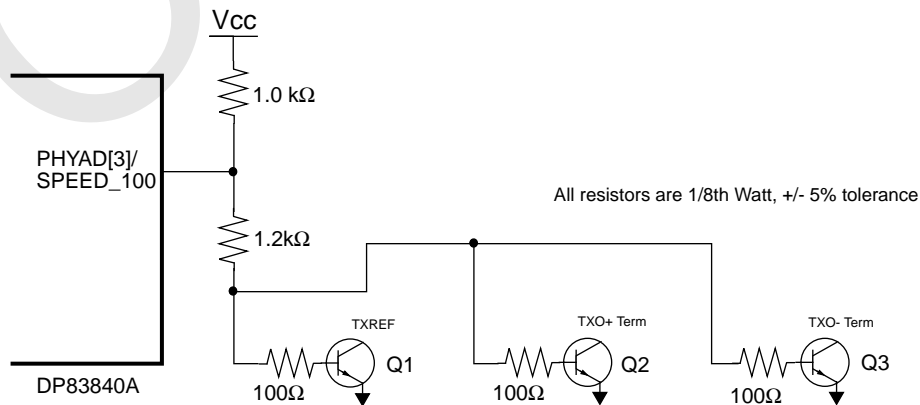 Vcc
1.0 kΩ
PHYAD[3]/
SPEED_100
All resistors are 1/8th Watt, +/- 5% tolerance
1.2kΩ
TXREF
TXO+ Term
TXO- Term
Q1
Q2
Q3
100Ω
100Ω
100Ω
DP83840A